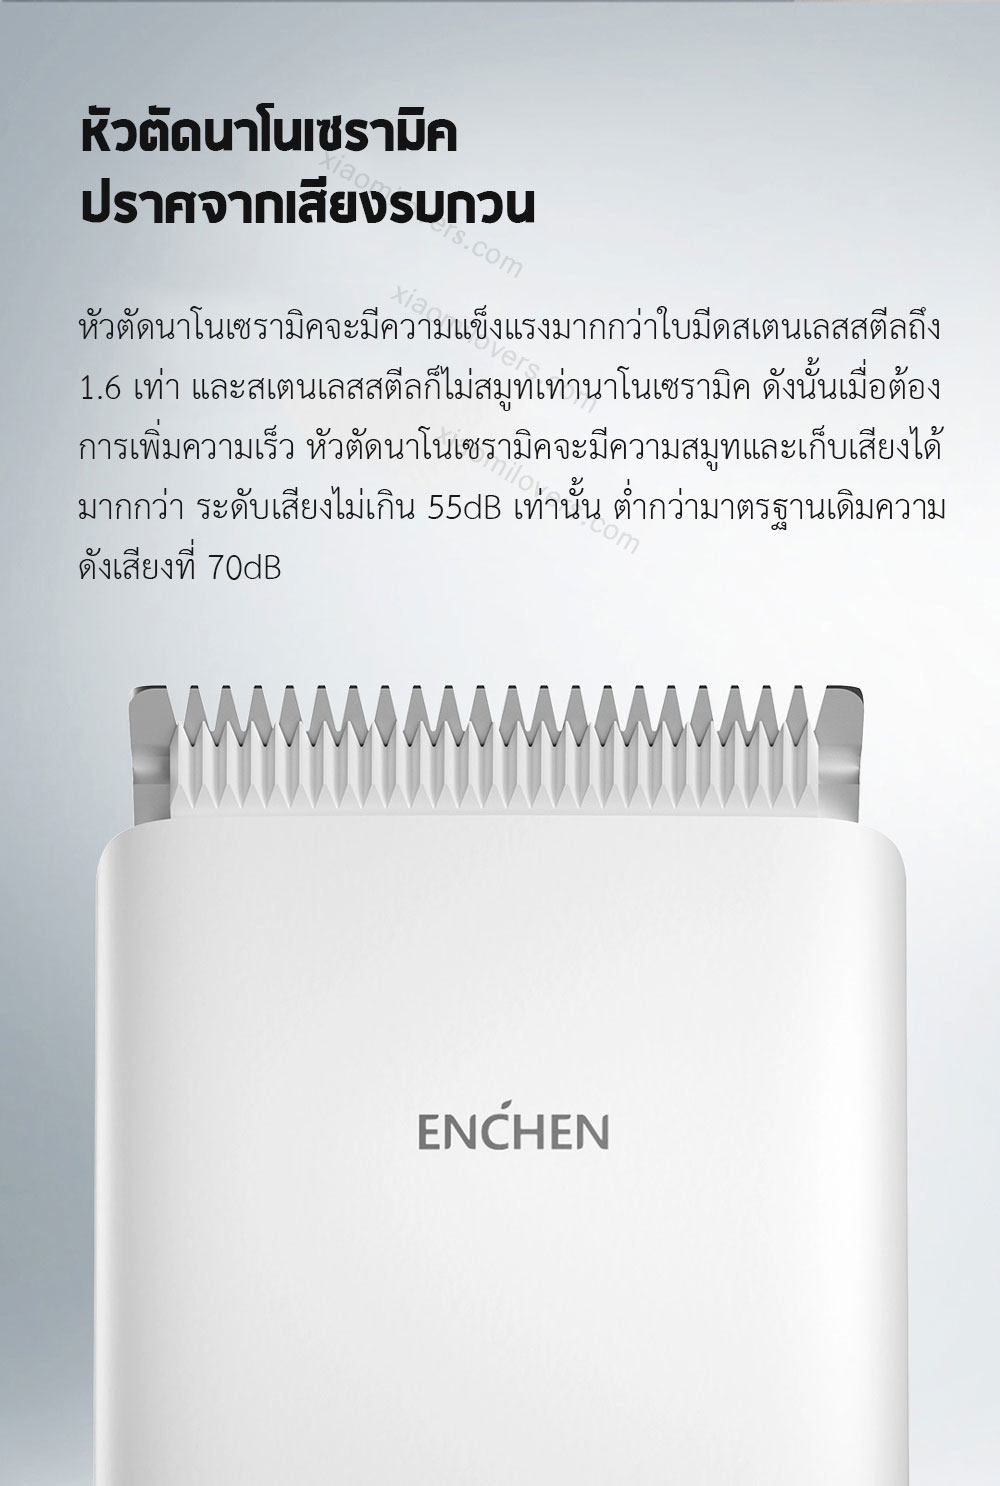 หัวตัดนาโนเซรามิค
ปราศจากเสียงรบกวน
xiaomilovers.com
หัวตัดนาโนเซรามิคจะมีความแข็งแรงมากกว่าใบมีดสเตนเลสสตีลถึง
xiaomilovers.com
1.6 เท่า และสเตนเลสสตีลก็ไม่สมูทเท่านาโนเซรามิค ดังนั้นเมื่อต้อง
การเพิ่มความเร็ว หัวตัดนาโนเซรามิคจะมีความสมูทและเก็บเสียงได้
xiaomilovers.com
มากกว่า ระดับเสียงไม่เกิน 55dB เท่านั้น ต่ำกว่ามาตรฐานเดิมความ
ดังเสียงที่ 70dB
ENCHEN